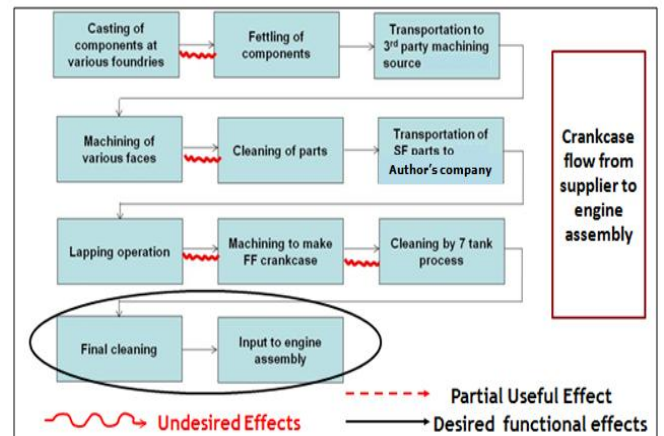 Casting of
components at
various foundries
Fettling of
components
Transportation to
3rd party machining
source
Machining of
various faces
Cleaning of parts
Transportation of
SF parts to
Author's company
Crankcase
flow from
supplier to
engine
assembly
Lapping operation
Machining to make
FF crankcase
Cleaning by 7 tank
process
Final cleaning
Input to engine
assembly
Partial Useful Effect
Undesired Effects
Desired functional effects